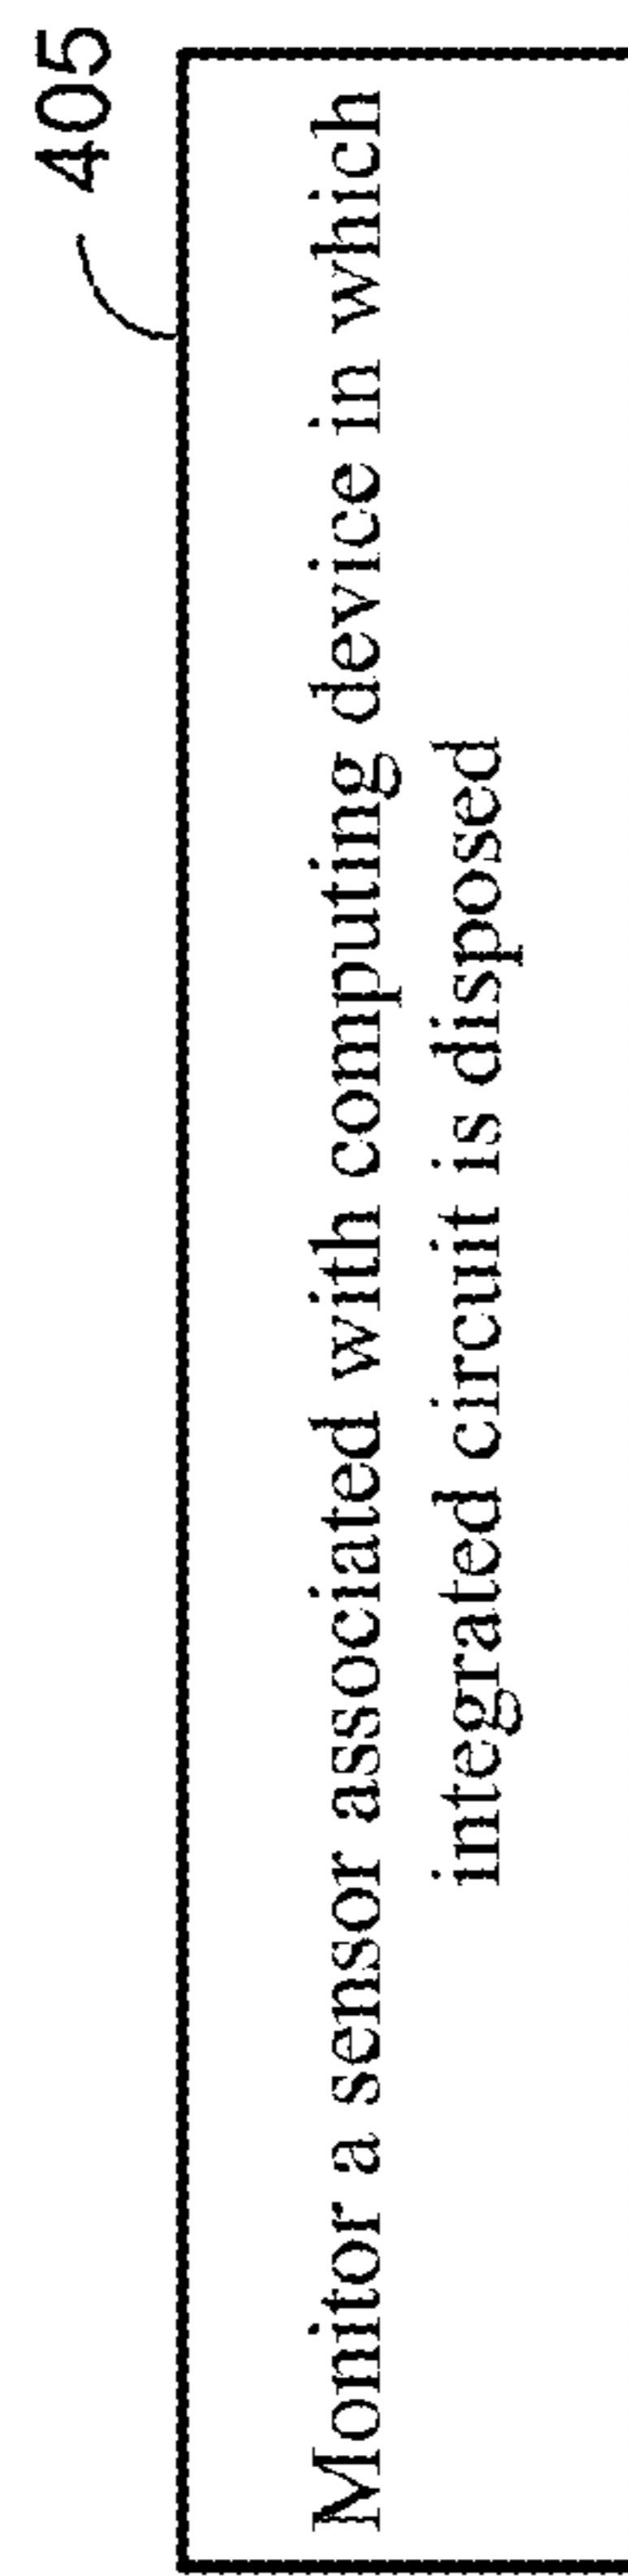 405
Monitor a sensor associated with computing device in which
integrated circuit is disposed